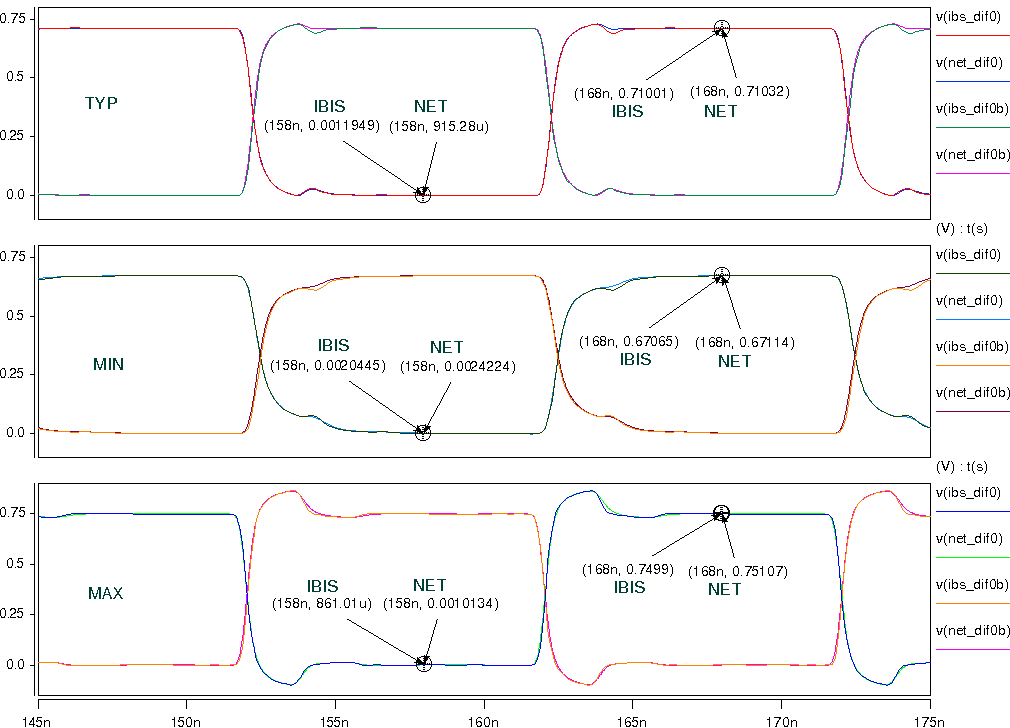 0.75
v(ibs_dif0)
0.5
v(net_dif0)
TYP
IBIS NET
(158n, 0.0011949) (158n, 915.28u)
(168n, 0.71001) (168n, 0.71032)
IBIS NET
v(ibs_dif0b)
0.25
v(net_dif0b)
0.0
(V) : t(s)
0.75
v(ibs_dif0)
0.5
v(net_dif0)
MIN
IBIS NET
(158n, 0.0020445) (158n, 0.0024224)
(168n, 0.67065) (168n, 0.67114)
IBIS NET
v(ibs_dif0b)
0.25
v(net_dif0b)
0.0
(V) : t(s)
0.75
v(ibs_dif0)
0.5
v(net_dif0)
MAX
IBIS NET
(158n, 861.01u) (158n, 0.0010134)
(168n, 0.7499) (168n, 0.75107)
IBIS NET
v(ibs_dif0b)
0.25
v(net_dif0b)
0.0
145n 150n 155n 160n 165n 170n 175n